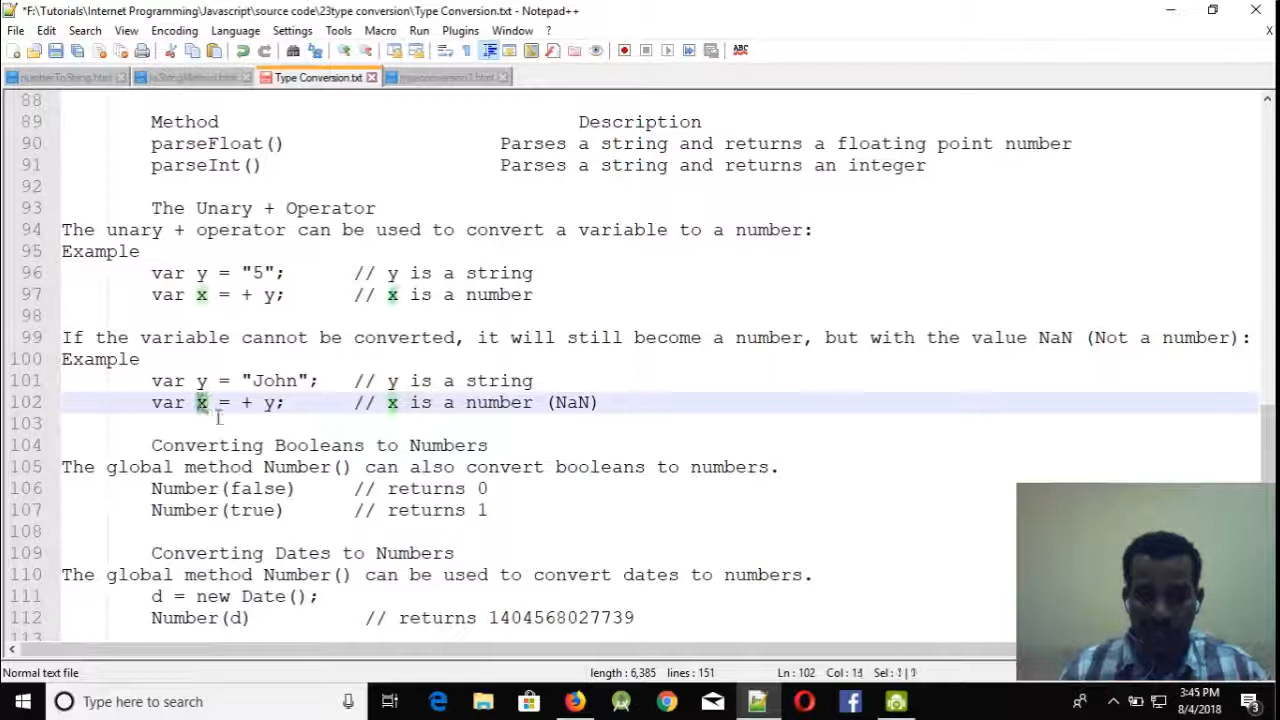 *F:\Tutorials\Internet Programming\Javascript\source code\23type conversion\Type Conversion.txt - Notepad++
File Edit Search View Encoding Language Settings Tools Macro Run Plugins Window ? X
numberToString.html Type Conversion.txt
88
89 Method Description
90 parseFloat() Parses a string and returns a floating point number
91 parseInt() Parses a string and returns an integer
92
93 The Unary + Operator
94 The unary + operator can be used to convert a variable to a number:
95 Example
96 var y = "5"; // y is a string
97 var x = + y; // x is a number
98
99 If the variable cannot be converted, it will still become a number, but with the value NaN (Not a number):
100 Example
101 var y = "John"; // y is a string
102 var x = + y; // x is a number (NaN)
103
104 Converting Booleans to Numbers
105 The global method Number() can also convert booleans to numbers.
106 Number(false) // returns 0
107 Number(true) // returns 1
108
109 Converting Dates to Numbers
110 The global method Number() can be used to convert dates to numbers.
111 d = new Date();
112 Number(d) // returns 1404568027739
113
Normal text file length : 6,385 lines : 151 Ln : 102 Col : 14 Sel : 1 | 1
Type here to search
3:45 PM
8/4/2018
3